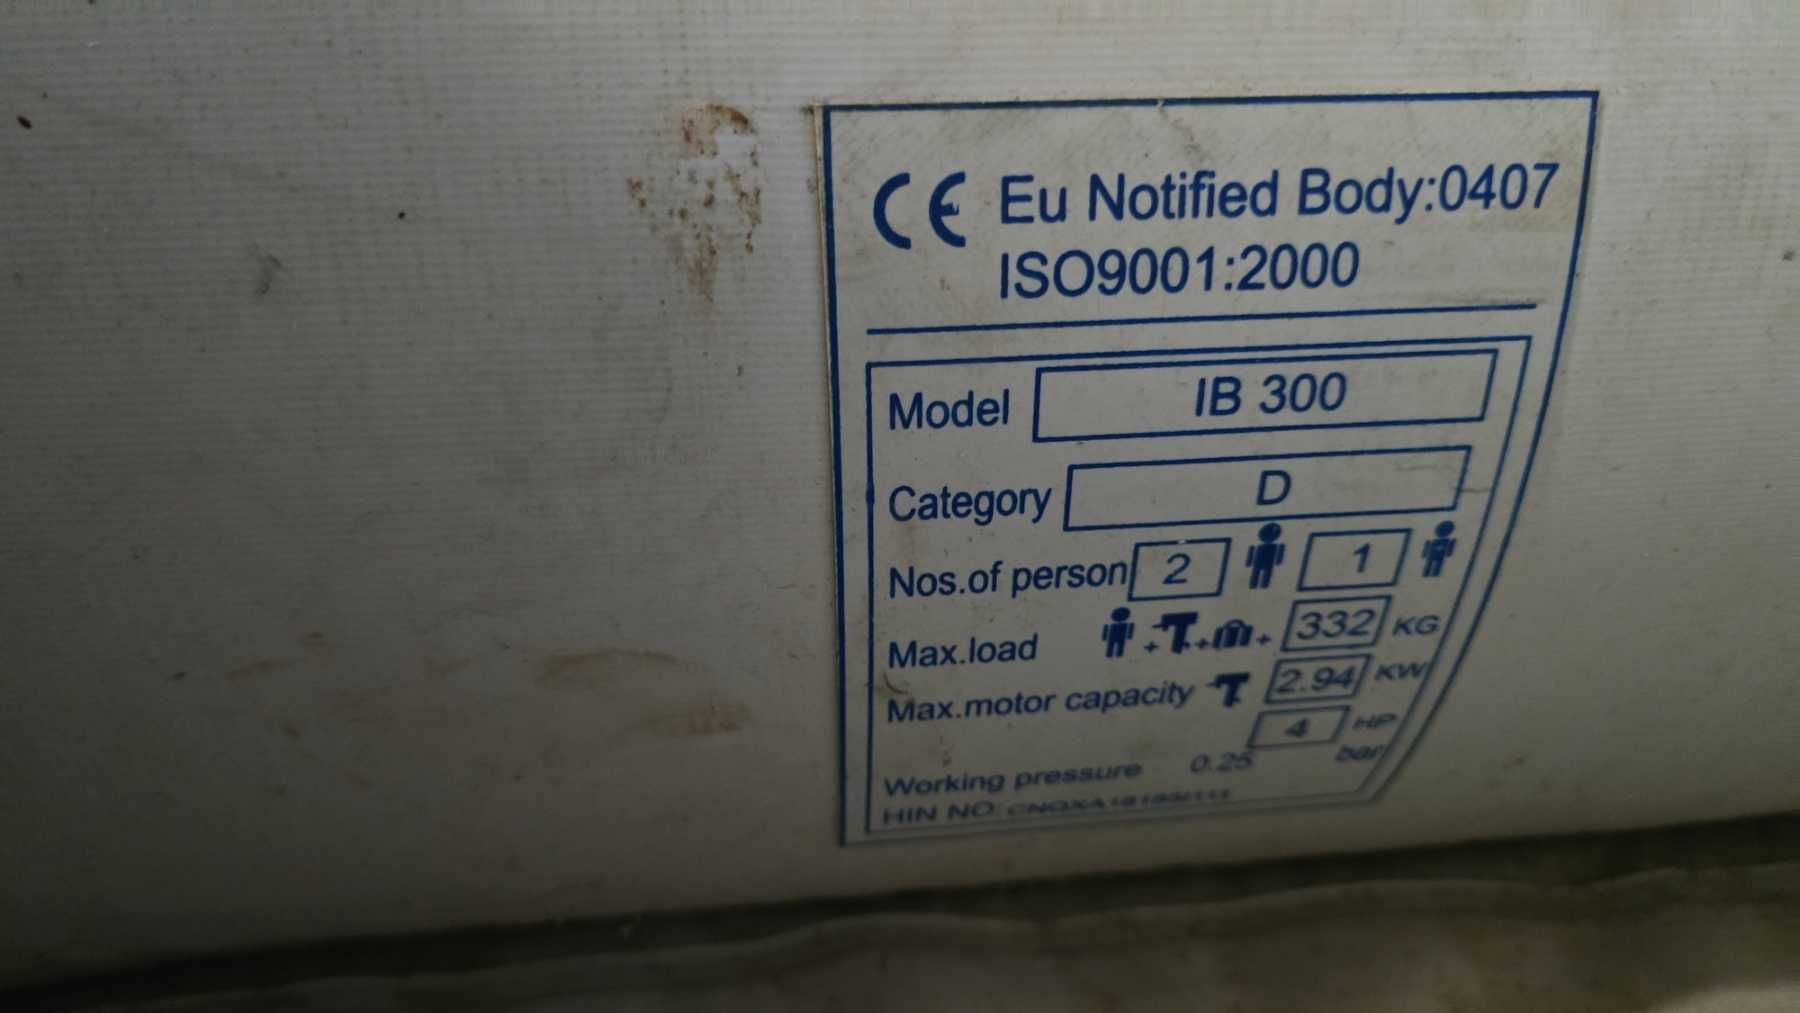 CE Eu Notified Body:0407
ISO9001:2000
Model IB 300
Category D
Nos.of person 2 1
Max.load + + + 332 KG
Max.motor capacity 2.94 KW
4 HP
Working pressure 0.25 bar
HIN NO: